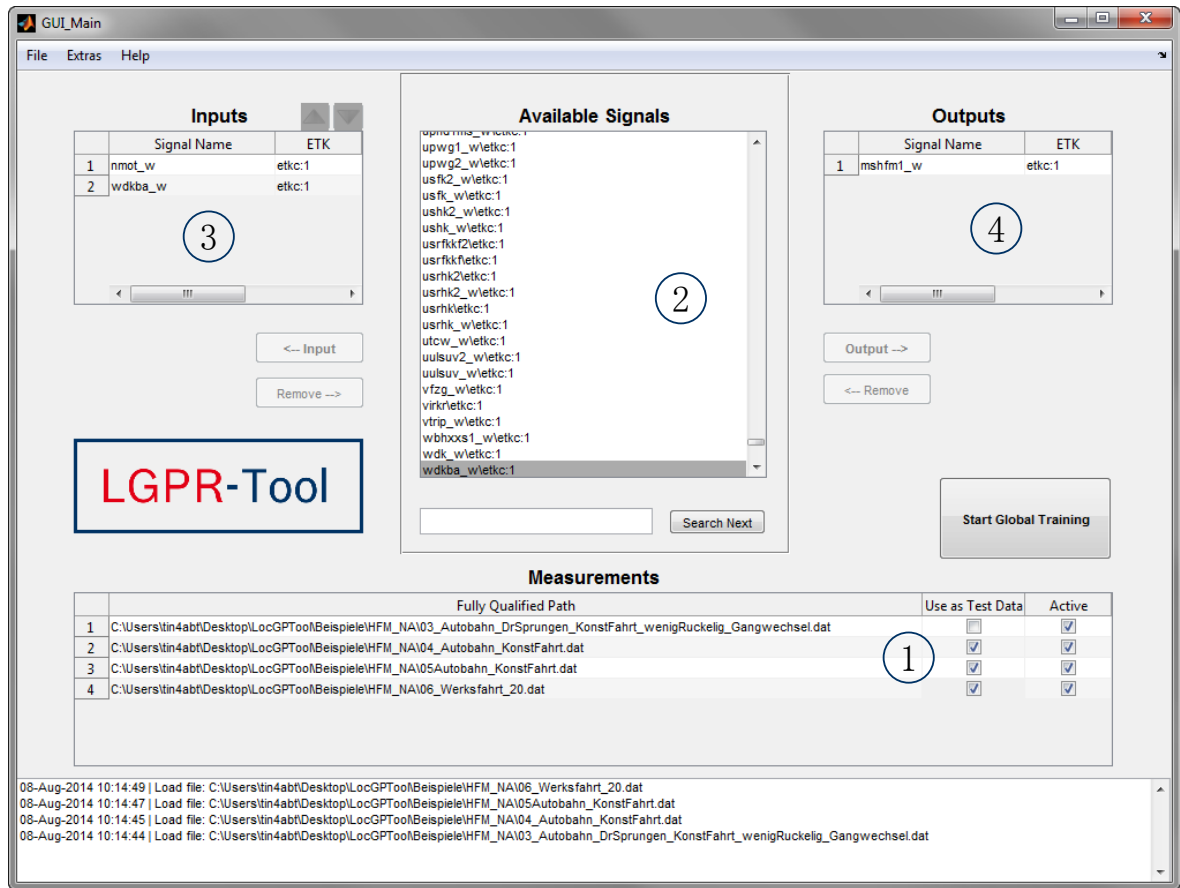 GUI_Main
File Extras Help
Inputs
Signal Name ETK
1 nmot_w etkc:1
2 wdkba_w etkc:1
3
<-- Input
Remove -->
LGPR-Tool
Available Signals
upwg1_w\etkc:1
upwg2_w\etkc:1
usfk2_w\etkc:1
usfk_w\etkc:1
ushk2_w\etkc:1
ushk_w\etkc:1
usrfkkf2\etkc:1
usrfkkf\etkc:1
usrhk2\etkc:1
usrhk2_w\etkc:1
usrhk\etkc:1
usrhk_w\etkc:1
utcw_w\etkc:1
uulsuv2_w\etkc:1
uulsuv_w\etkc:1
vfzg_w\etkc:1
virkr\etkc:1
vtrip_w\etkc:1
wbhxxs1_w\etkc:1
wdk_w\etkc:1
wdkba_w\etkc:1
2
Search Next
Outputs
Signal Name ETK
1 mshfm1_w etkc:1
4
Output -->
<-- Remove
Start Global Training
Measurements
Fully Qualified Path Use as Test Data Active
1 C:\Users\tin4abt\Desktop\LocGPTool\Beispiele\HFM_NA\03_Autobahn_DrSprungen_KonstFahrt_wenigRuckelig_Gangwechsel.dat
2 C:\Users\tin4abt\Desktop\LocGPTool\Beispiele\HFM_NA\04_Autobahn_KonstFahrt.dat
3 C:\Users\tin4abt\Desktop\LocGPTool\Beispiele\HFM_NA\05Autobahn_KonstFahrt.dat
4 C:\Users\tin4abt\Desktop\LocGPTool\Beispiele\HFM_NA\06_Werksfahrt_20.dat
1
08-Aug-2014 10:14:49 | Load file: C:\Users\tin4abt\Desktop\LocGPTool\Beispiele\HFM_NA\06_Werksfahrt_20.dat
08-Aug-2014 10:14:47 | Load file: C:\Users\tin4abt\Desktop\LocGPTool\Beispiele\HFM_NA\05Autobahn_KonstFahrt.dat
08-Aug-2014 10:14:45 | Load file: C:\Users\tin4abt\Desktop\LocGPTool\Beispiele\HFM_NA\04_Autobahn_KonstFahrt.dat
08-Aug-2014 10:14:44 | Load file: C:\Users\tin4abt\Desktop\LocGPTool\Beispiele\HFM_NA\03_Autobahn_DrSprungen_KonstFahrt_wenigRuckelig_Gangwechsel.dat